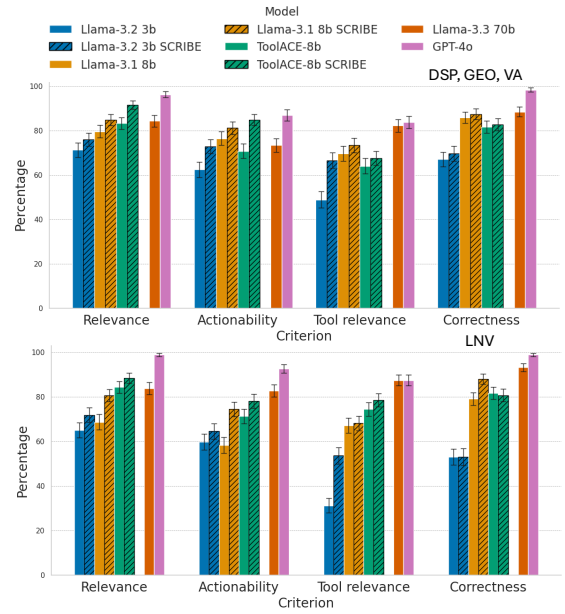 Model
Llama-3.2 3b
Llama-3.1 8b SCRIBE
Llama-3.3 70b
Llama-3.2 3b SCRIBE
ToolACE-8b
GPT-4o
Llama-3.1 8b
ToolACE-8b SCRIBE
DSP, GEO, VA
100
80
60
40
20
0
Percentage
Relevance
Actionability
Tool relevance
Correctness
Criterion
LNV
100
80
60
40
20
0
Percentage
Relevance
Actionability
Tool relevance
Correctness
Criterion